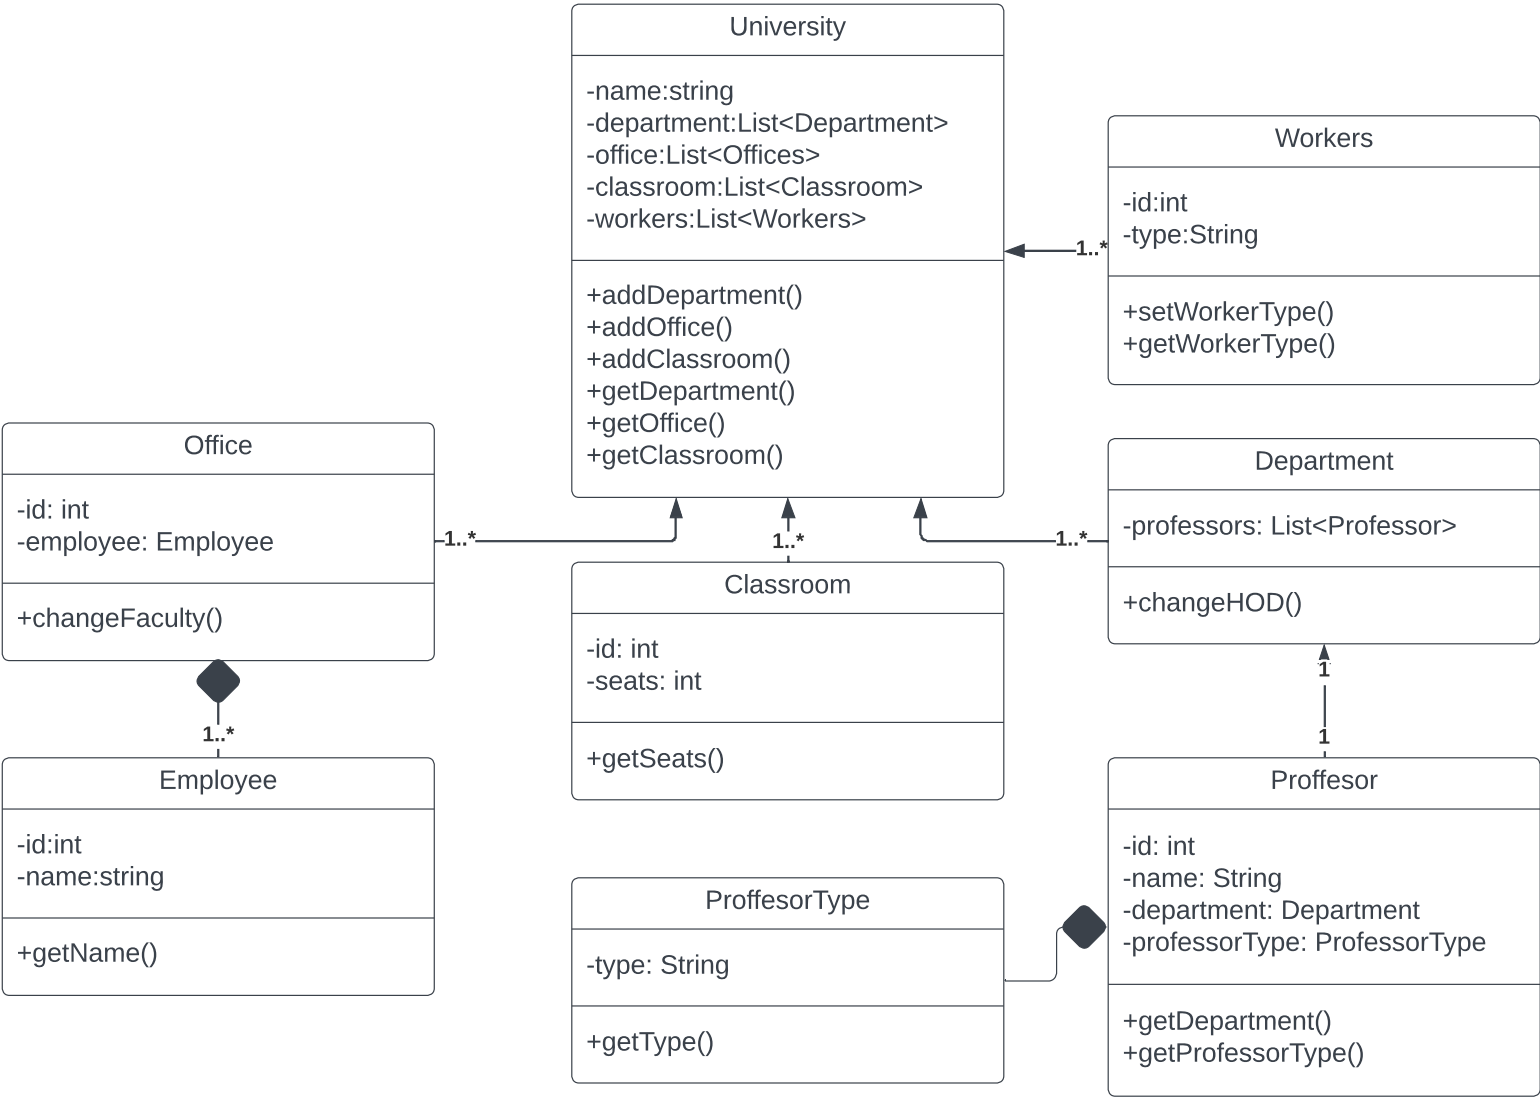 University
-name:string
-department:List<Department>
-office:List<Offices>
-classroom:List<Classroom>
-workers:List<Workers>
+addDepartment()
+addOffice()
+addClassroom()
+getDepartment()
+getOffice()
+getClassroom()
Workers
-id:int
-type:String
+setWorkerType()
+getWorkerType()
1..*
Office
-id: int
-employee: Employee
+changeFaculty()
1..*
1..*
1..*
Department
-professors: List<Professor>
+changeHOD()
Classroom
-id: int
-seats: int
+getSeats()
1..*
1
1
Employee
-id:int
-name:string
+getName()
Proffesor
-id: int
-name: String
-department: Department
-professorType: ProfessorType
+getDepartment()
+getProfessorType()
ProffesorType
-type: String
+getType()